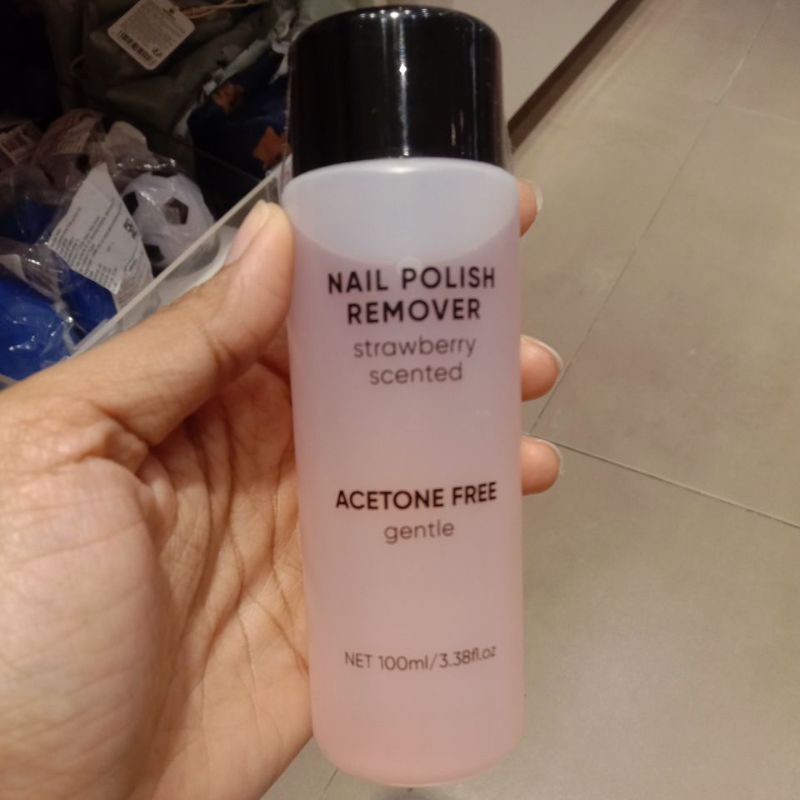 NAIL POLISH
REMOVER
strawberry
scented
ACETONE FREE
gentle
NET 100ml/3.38fl.oz